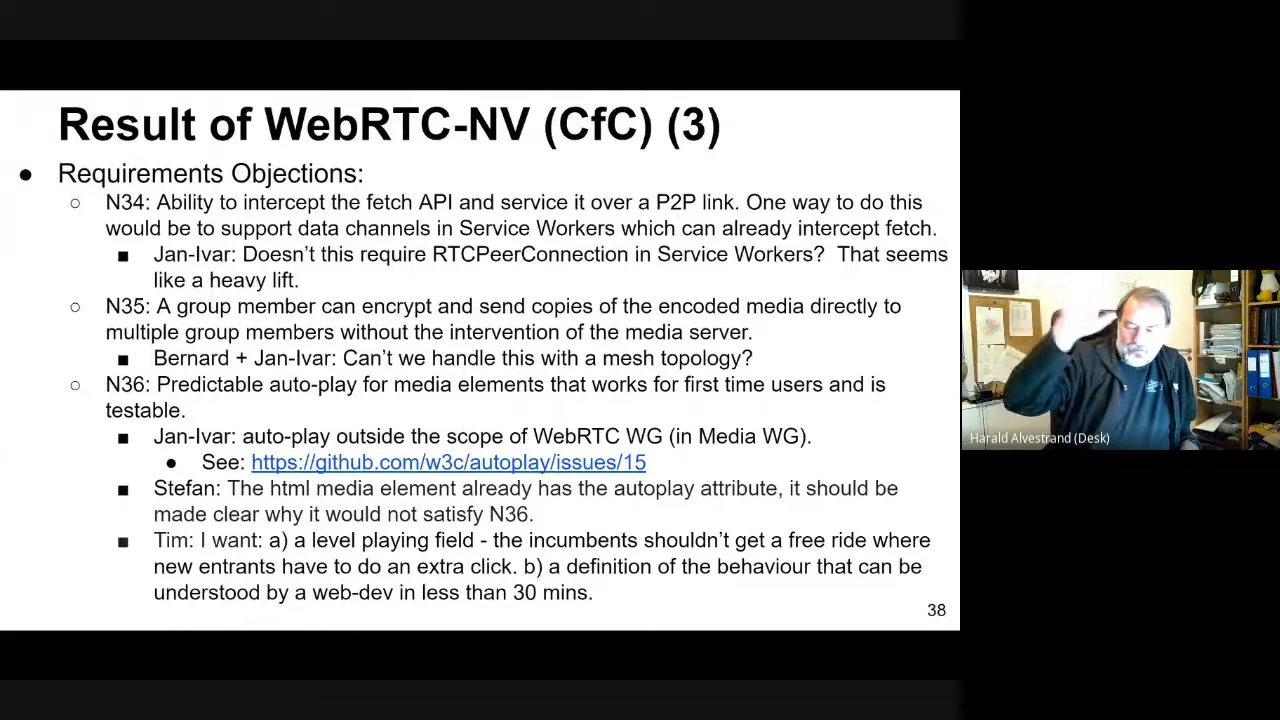 Result of WebRTC-NV (CfC) (3)
● Requirements Objections:
○ N34: Ability to intercept the fetch API and service it over a P2P link. One way to do this
would be to support data channels in Service Workers which can already intercept fetch.
■ Jan-Ivar: Doesn’t this require RTCPeerConnection in Service Workers? That seems
like a heavy lift.
○ N35: A group member can encrypt and send copies of the encoded media directly to
multiple group members without the intervention of the media server.
■ Bernard + Jan-Ivar: Can’t we handle this with a mesh topology?
○ N36: Predictable auto-play for media elements that works for first time users and is
testable.
■ Jan-Ivar: auto-play outside the scope of WebRTC WG (in Media WG).
● See: https://github.com/w3c/autoplay/issues/15
■ Stefan: The html media element already has the autoplay attribute, it should be
made clear why it would not satisfy N36.
■ Tim: I want: a) a level playing field - the incumbents shouldn’t get a free ride where
new entrants have to do an extra click. b) a definition of the behaviour that can be
understood by a web-dev in less than 30 mins.
38
Harald Alvestrand (Desk)